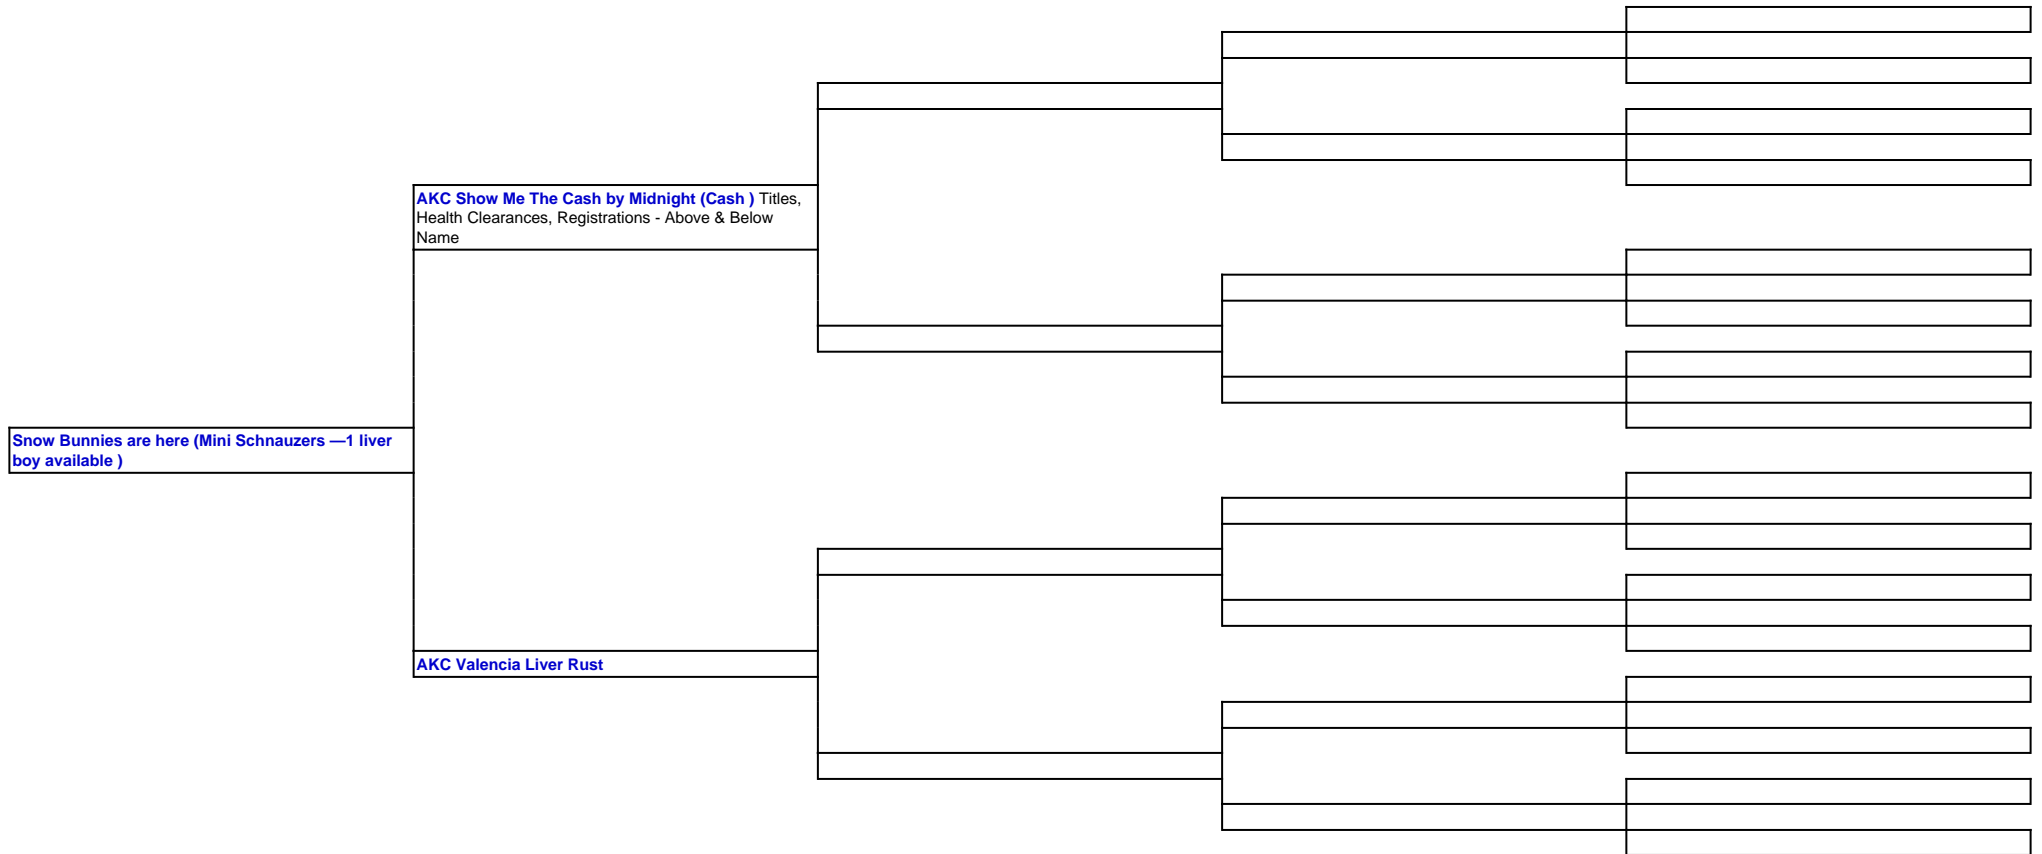 AKC Show Me The Cash by Midnight (Cash ) Titles,
Health Clearances, Registrations - Above & Below
Name
Snow Bunnies are here (Mini Schnauzers —1 liver
boy available )
AKC Valencia Liver Rust